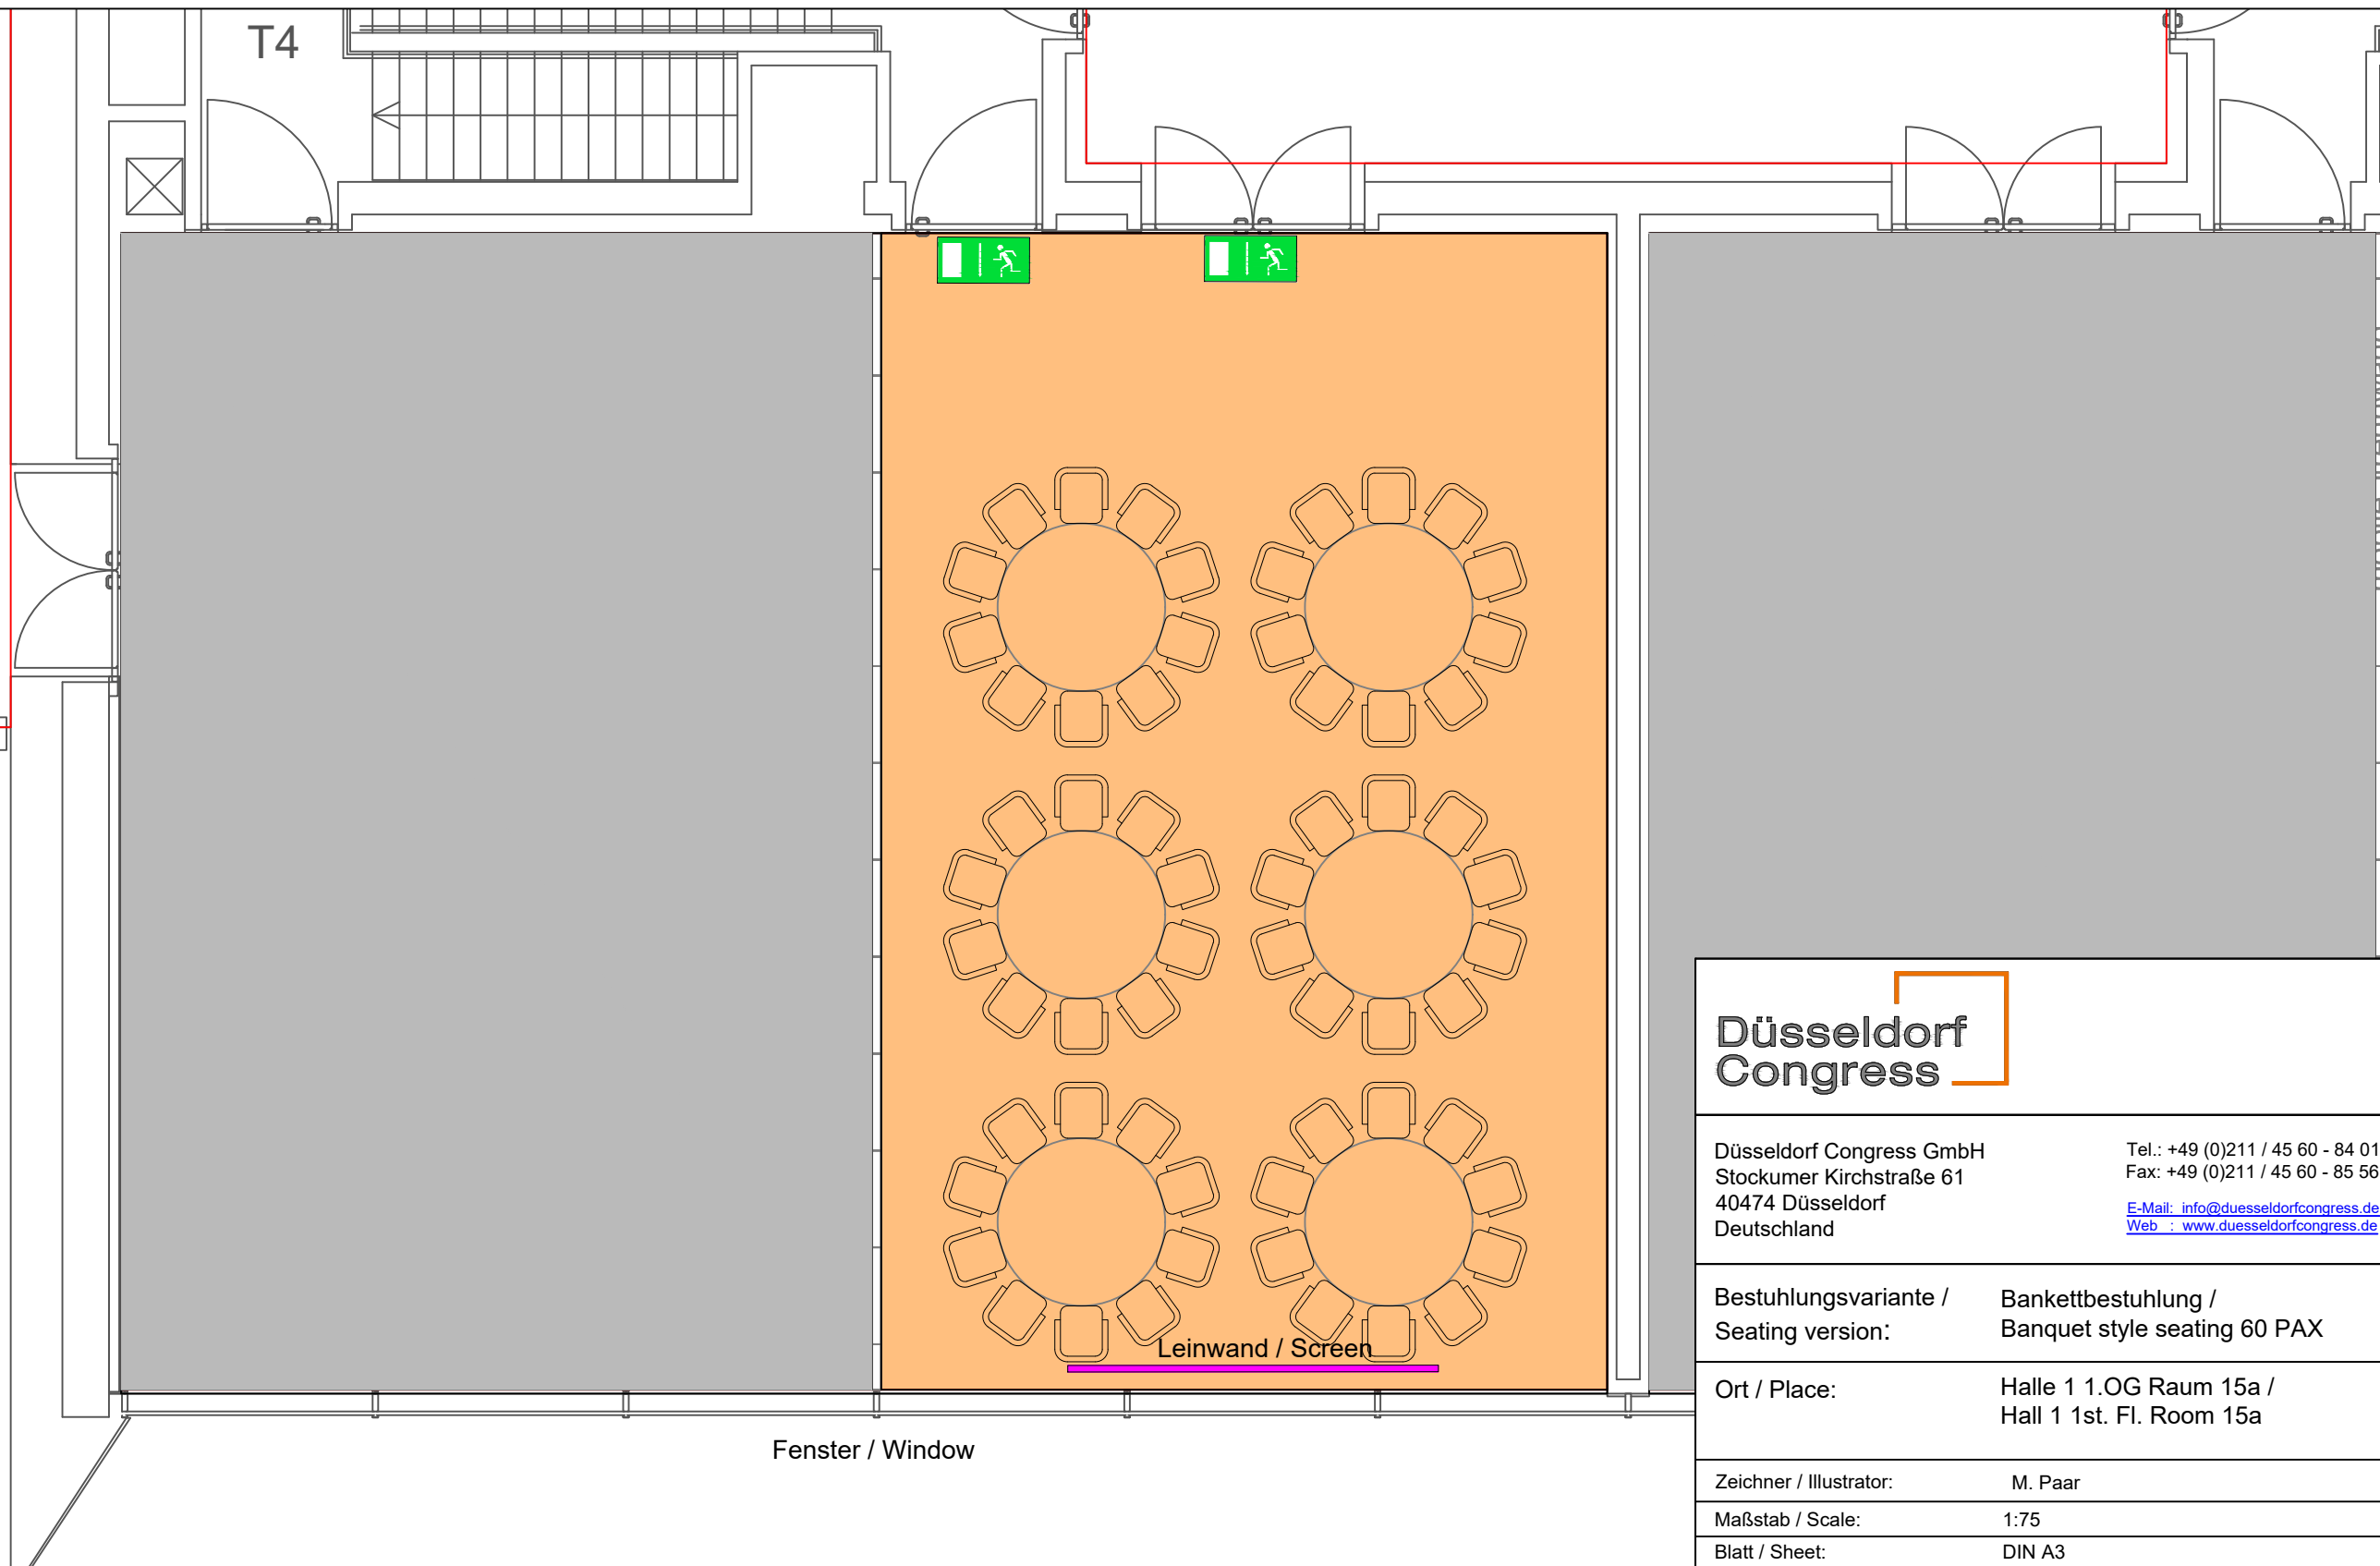 T4
Leinwand / Screen
Fenster / Window
Düsseldorf
Congress
Düsseldorf Congress GmbH
Stockumer Kirchstraße 61
40474 Düsseldorf
Deutschland
Tel.: +49 (0)211 / 45 60 - 84 01
Fax: +49 (0)211 / 45 60 - 85 56
E-Mail: info@duesseldorfcongress.de
Web : www.duesseldorfcongress.de
Bestuhlungsvariante /
Seating version:
Bankettbestuhlung /
Banquet style seating 60 PAX
Ort / Place:
Halle 1 1.OG Raum 15a /
Hall 1 1st. Fl. Room 15a
Zeichner / Illustrator: M. Paar
Maßstab / Scale: 1:75
Blatt / Sheet: DIN A3